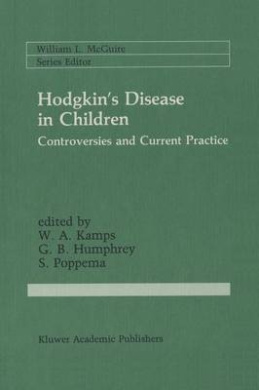 William L. McGuire
Series Editor
Hodgkin's Disease
in Children
Controversies and Current Practice
edited by
W. A. Kamps
G. B. Humphrey
S. Poppema
Kluwer Academic Publishers